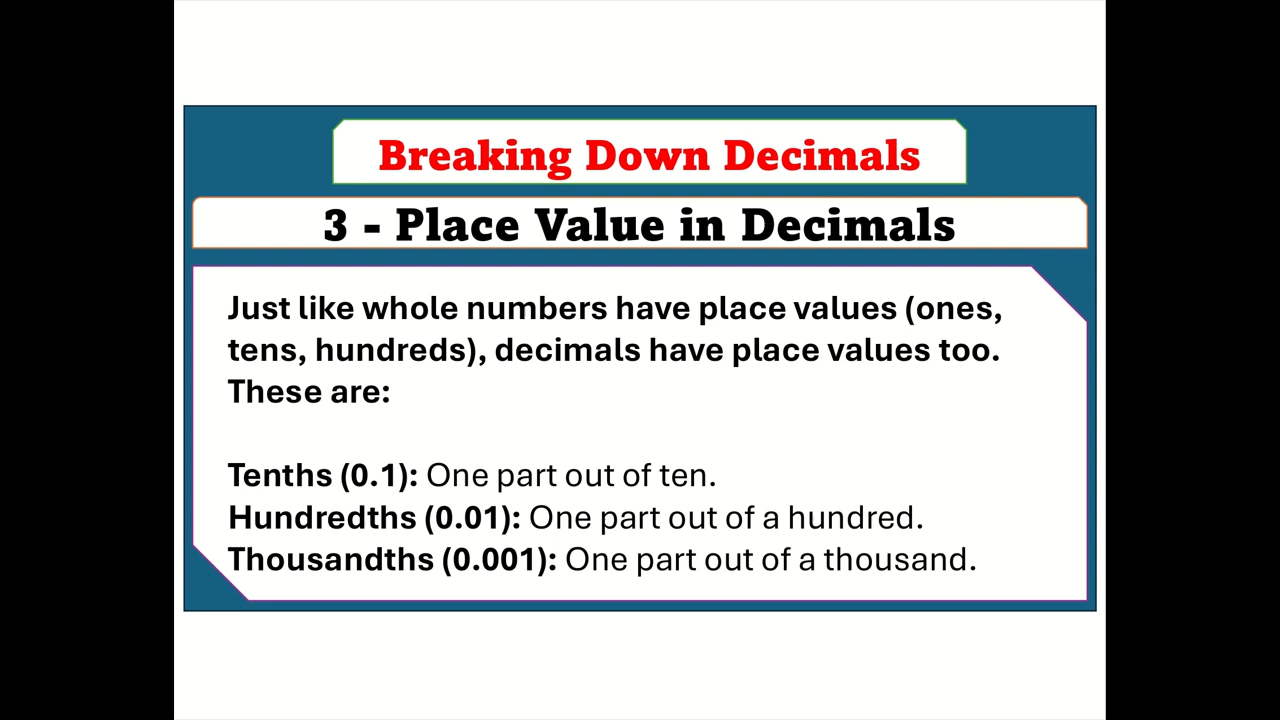 Breaking Down Decimals
3 - Place Value in Decimals
Just like whole numbers have place values (ones,
tens, hundreds), decimals have place values too.
These are:
Tenths (0.1): One part out of ten.
Hundredths (0.01): One part out of a hundred.
Thousandths (0.001): One part out of a thousand.